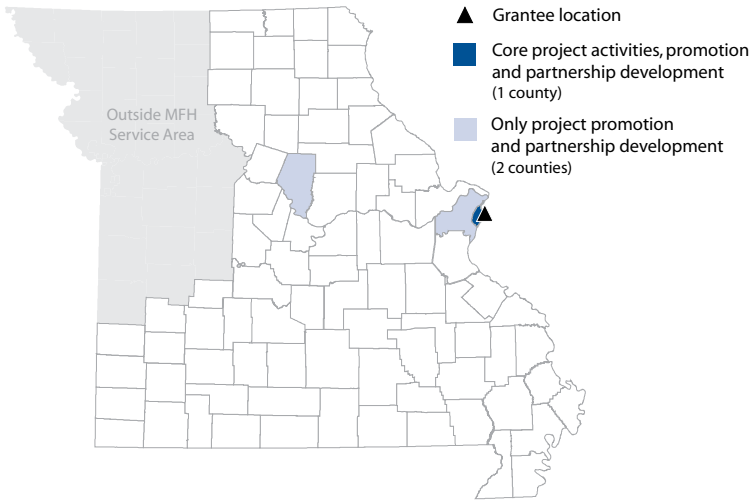 Grantee location
Core project activities, promotion
and partnership development
(1 county)
Outside MFH
Service Area
Only project promotion
and partnership development
(2 counties)